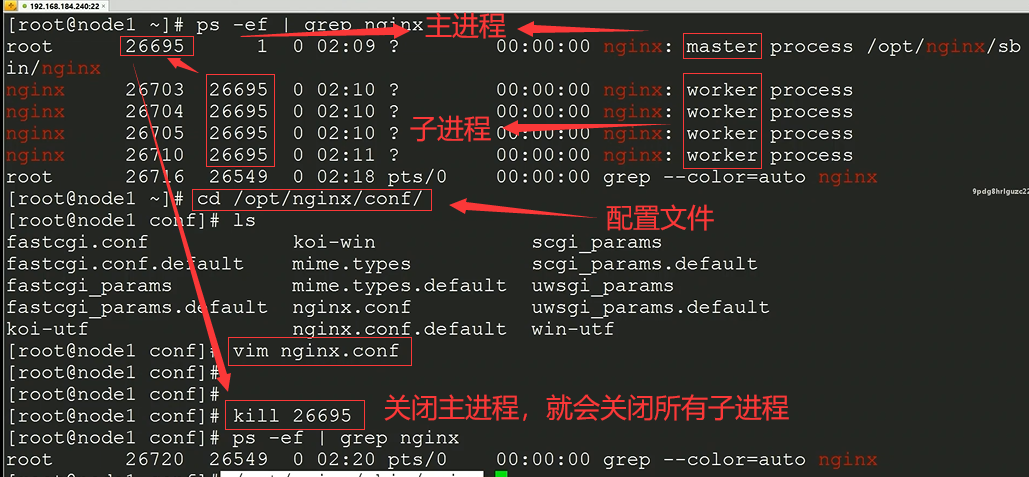 192.168.184.240:22
[root@node1 ~]# ps -ef | grep nginx 主进程
root 26695 1 0 02:09 ? 00:00:00 nginx: master process /opt/nginx/sb
in/nginx
nginx 26703 26695 0 02:10 ? 00:00:00 nginx: worker process
nginx 26704 26695 0 02:10 ? 00:00:00 nginx: worker process
子进程
nginx 26705 26695 0 02:10 ? 00:00:00 nginx: worker process
nginx 26710 26695 0 02:11 ? 00:00:00 nginx: worker process
root 26716 26549 0 02:18 pts/0 00:00:00 grep --color=auto nginx
9pdg8hrlguzc22
[root@node1 ~]# cd /opt/nginx/conf/
配置文件
[root@node1 conf]# ls
fastcgi.conf koi-win scgi_params
fastcgi.conf.default mime.types scgi_params.default
fastcgi_params mime.types.default uwsgi_params
fastcgi_params.default nginx.conf uwsgi_params.default
koi-utf nginx.conf.default win-utf
[root@node1 conf]# vim nginx.conf
[root@node1 conf]#
[root@node1 conf]#
[root@node1 conf]# kill 26695
关闭主进程，就会关闭所有子进程
[root@node1 conf]# ps -ef | grep nginx
root 26720 26549 0 02:20 pts/0 00:00:00 grep --color=auto nginx